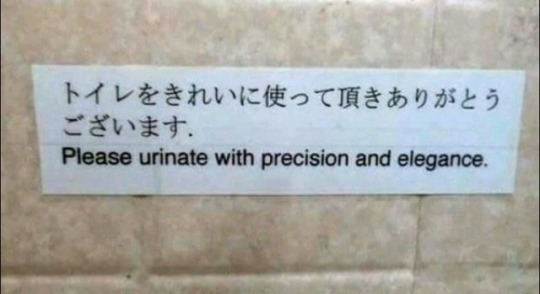 トイレをきれいに使って頂きありがとう
ございます.
Please urinate with precision and elegance.